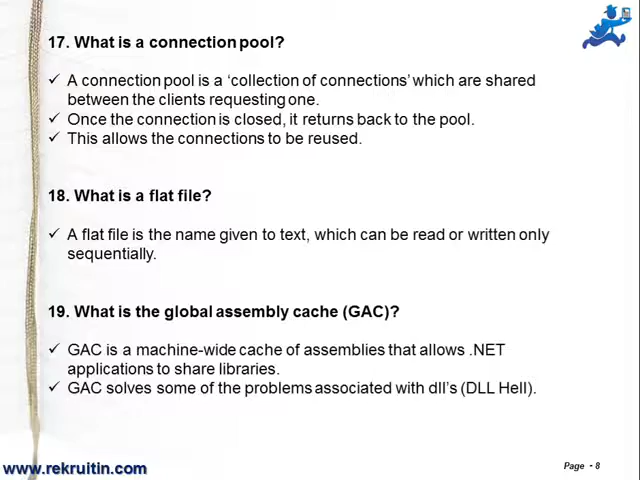 17. What is a connection pool?
✓ A connection pool is a ‘collection of connections’ which are shared
between the clients requesting one.
✓ Once the connection is closed, it returns back to the pool.
✓ This allows the connections to be reused.
18. What is a flat file?
✓ A flat file is the name given to text, which can be read or written only
sequentially.
19. What is the global assembly cache (GAC)?
✓ GAC is a machine-wide cache of assemblies that allows .NET
applications to share libraries.
✓ GAC solves some of the problems associated with dll’s (DLL Hell).
www.rekruitin.com
Page - 8